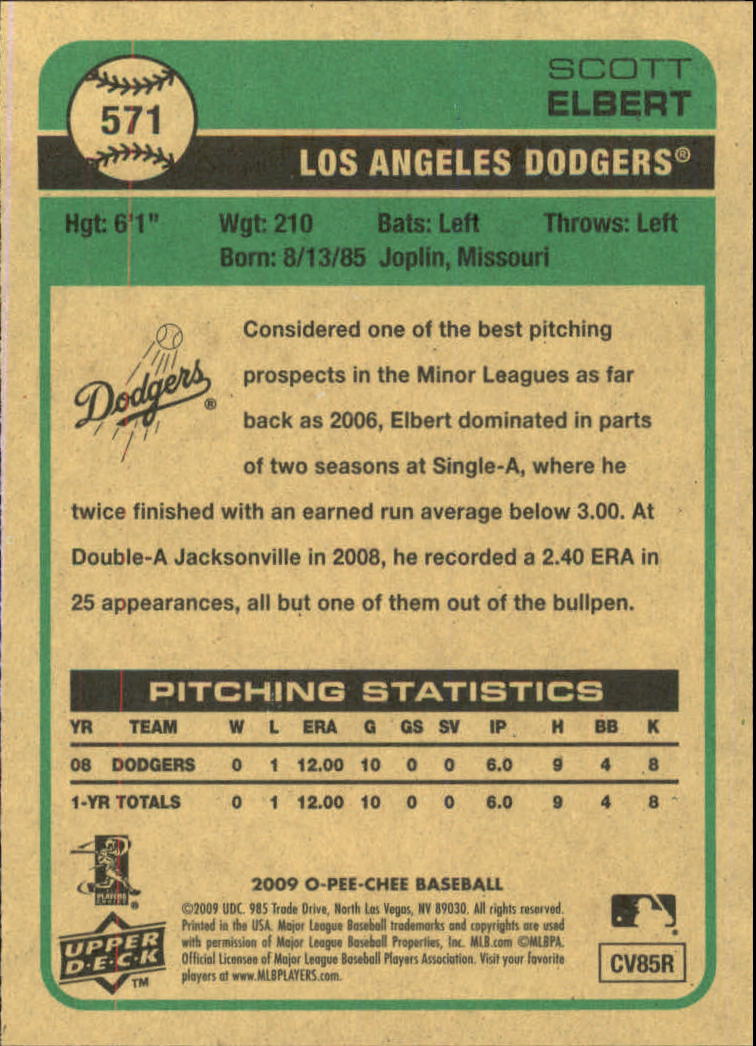 571
SCOTT
ELBERT
LOS ANGELES DODGERS®
Hgt: 6'1" Wgt: 210 Bats: Left Throws: Left
Born: 8/13/85 Joplin, Missouri
Dodgers®
Considered one of the best pitching
prospects in the Minor Leagues as far
back as 2006, Elbert dominated in parts
of two seasons at Single-A, where he
twice finished with an earned run average below 3.00. At
Double-A Jacksonville in 2008, he recorded a 2.40 ERA in
25 appearances, all but one of them out of the bullpen.
PITCHING STATISTICS
YR TEAM W L ERA G GS SV IP H BB K
08 DODGERS 0 1 12.00 10 0 0 6.0 9 4 8
1-YR TOTALS 0 1 12.00 10 0 0 6.0 9 4 8
PLAYERS CHOICE ®
2009 O-PEE-CHEE BASEBALL
©2009 UDC. 985 Trade Drive, North Las Vegas, NV 89030. All rights reserved.
Printed in the USA. Major League Baseball trademarks and copyrights are used
with permission of Major League Baseball Properties, Inc. MLB.com ©MLBPA.
Official Licensee of Major League Baseball Players Association. Visit your favorite
players at www.MLBPLAYERS.com.
UPPER
D·E·C·K
TM
CV85R